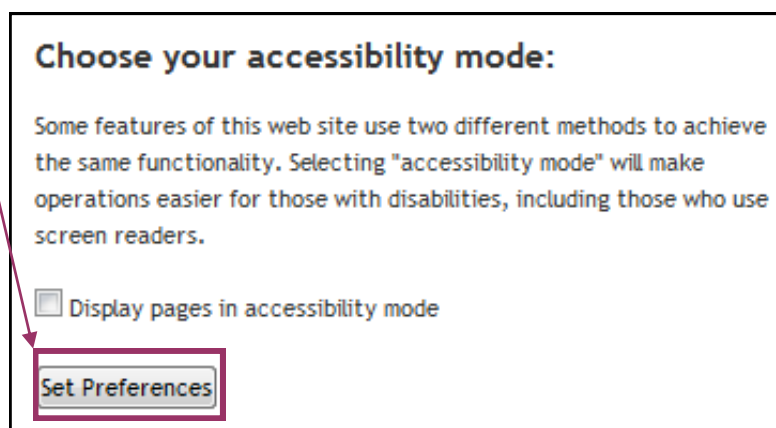 Choose your accessibility mode:
Some features of this web site use two different methods to achieve
the same functionality. Selecting "accessibility mode" will make
operations easier for those with disabilities, including those who use
screen readers.
Display pages in accessibility mode
Set Preferences